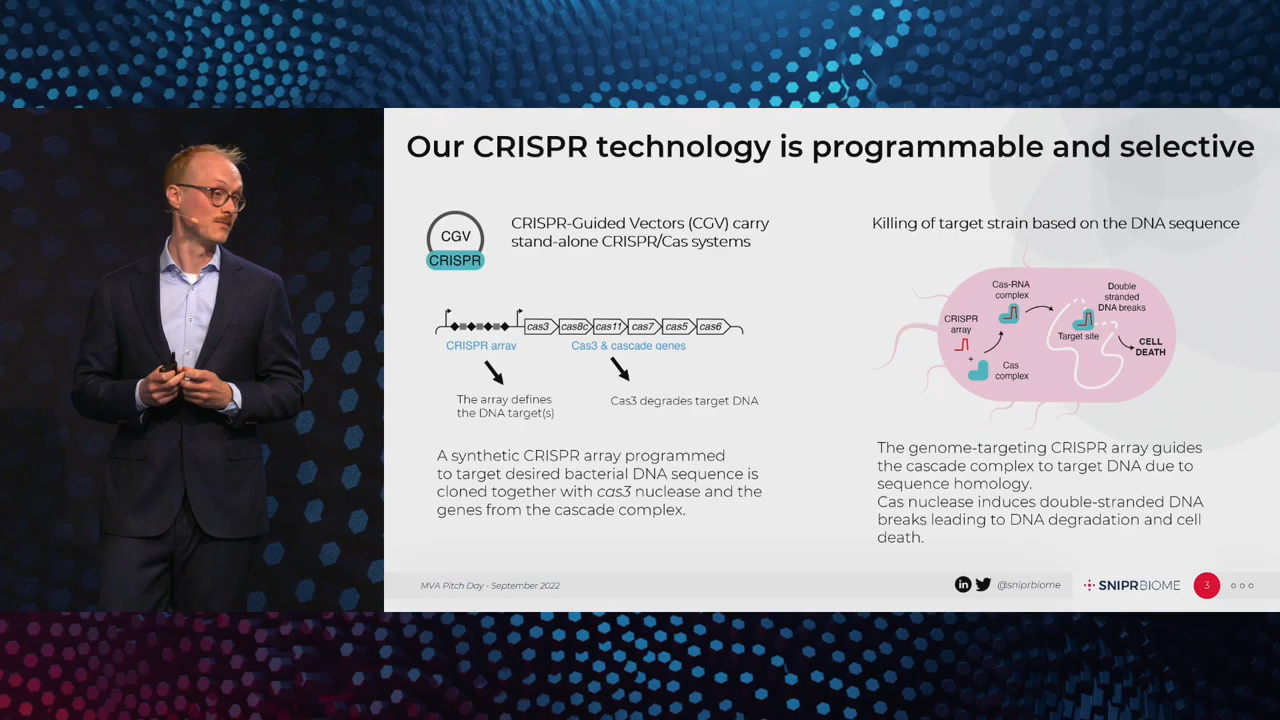 Our CRISPR technology is programmable and selective
CGV
CRISPR
CRISPR-Guided Vectors (CGV) carry
stand-alone CRISPR/Cas systems
cas3 cas8c cas11 cas7 cas5 cas6
CRISPR array
Cas3 & cascade genes
The array defines
the DNA target(s)
Cas3 degrades target DNA
A synthetic CRISPR array programmed
to target desired bacterial DNA sequence is
cloned together with cas3 nuclease and the
genes from the cascade complex.
Killing of target strain based on the DNA sequence
Cas-RNA
complex
Double
stranded
DNA breaks
CRISPR
array
+
Target site
CELL
DEATH
Cas
complex
The genome-targeting CRISPR array guides
the cascade complex to target DNA due to
sequence homology.
Cas nuclease induces double-stranded DNA
breaks leading to DNA degradation and cell
death.
MVA Pitch Day - September 2022
in
@sniprbiome
SNIPRBIOME
3